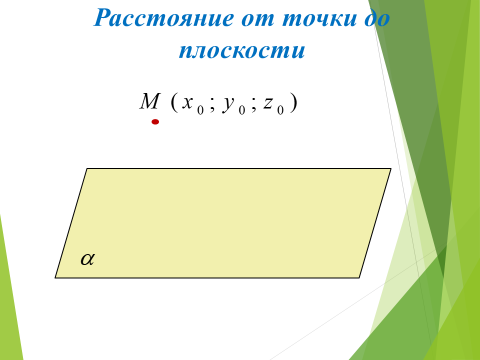 Расстояние от точки до
плоскости
M (x₀; y₀; z₀)
α